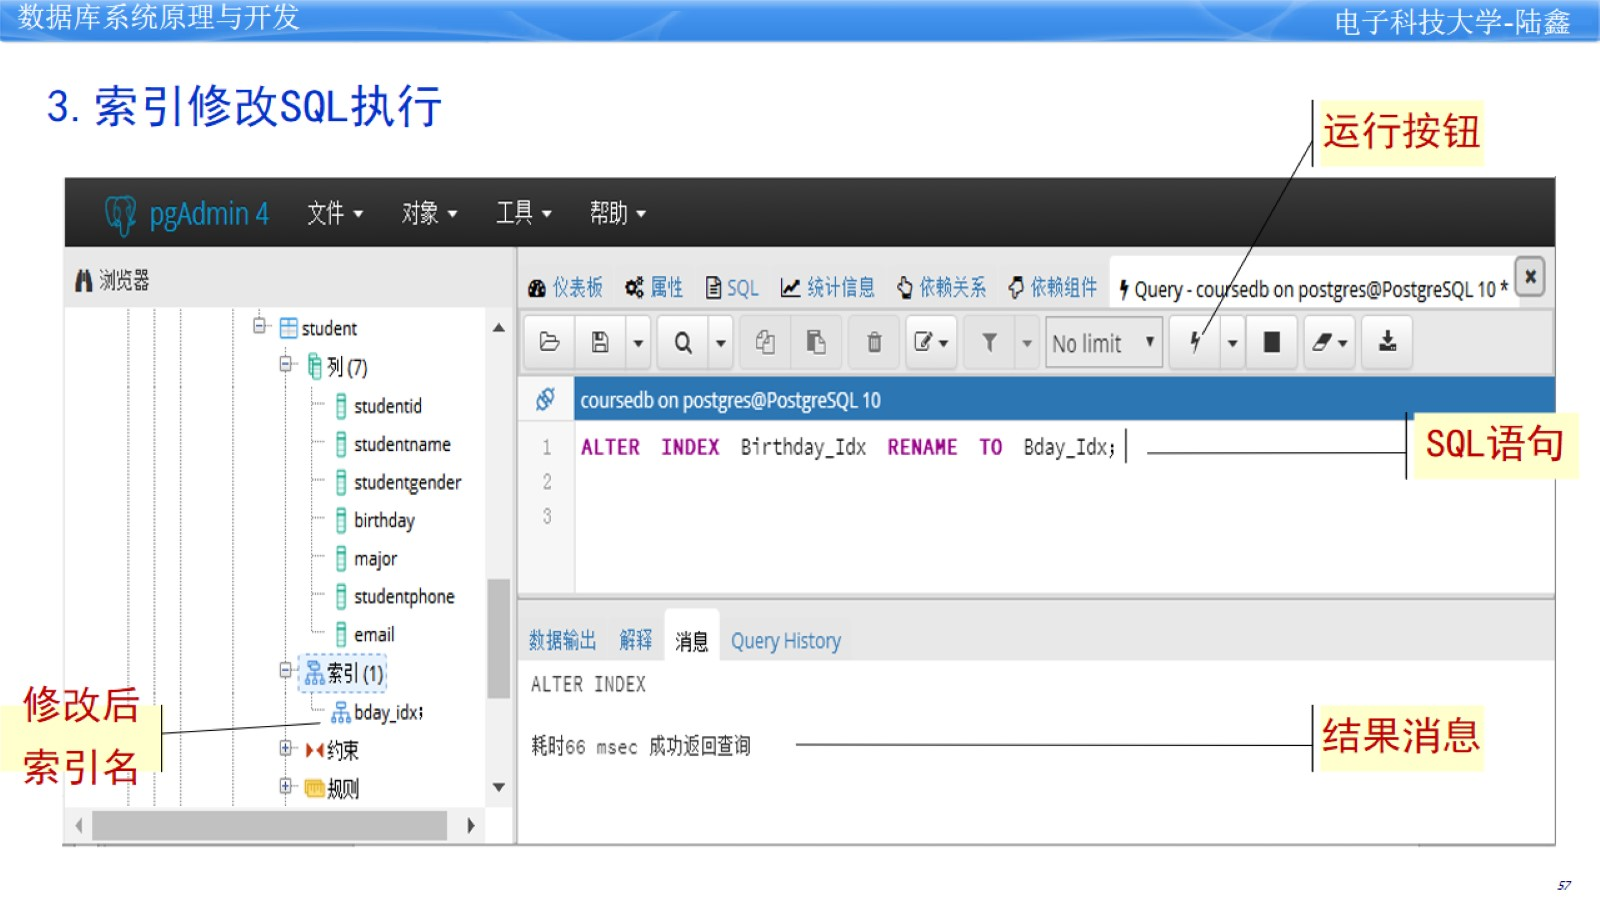 数据库系统原理与开发
电子科技大学-陆鑫
3. 索引修改SQL执行
运行按钮
pgAdmin 4 文件 对象 工具 帮助
浏览器
仪表板 属性 SQL 统计信息 依赖关系 依赖组件 Query - coursedb on postgres@PostgreSQL 10 *
No limit
coursedb on postgres@PostgreSQL 10
1 ALTER INDEX Birthday_Idx RENAME TO Bday_Idx;
2
3
SQL语句
student
列 (7)
studentid
studentname
studentgender
birthday
major
studentphone
email
索引 (1)
bday_idx;
约束
规则
修改后
索引名
数据输出 解释 消息 Query History
ALTER INDEX
耗时66 msec 成功返回查询
结果消息
57